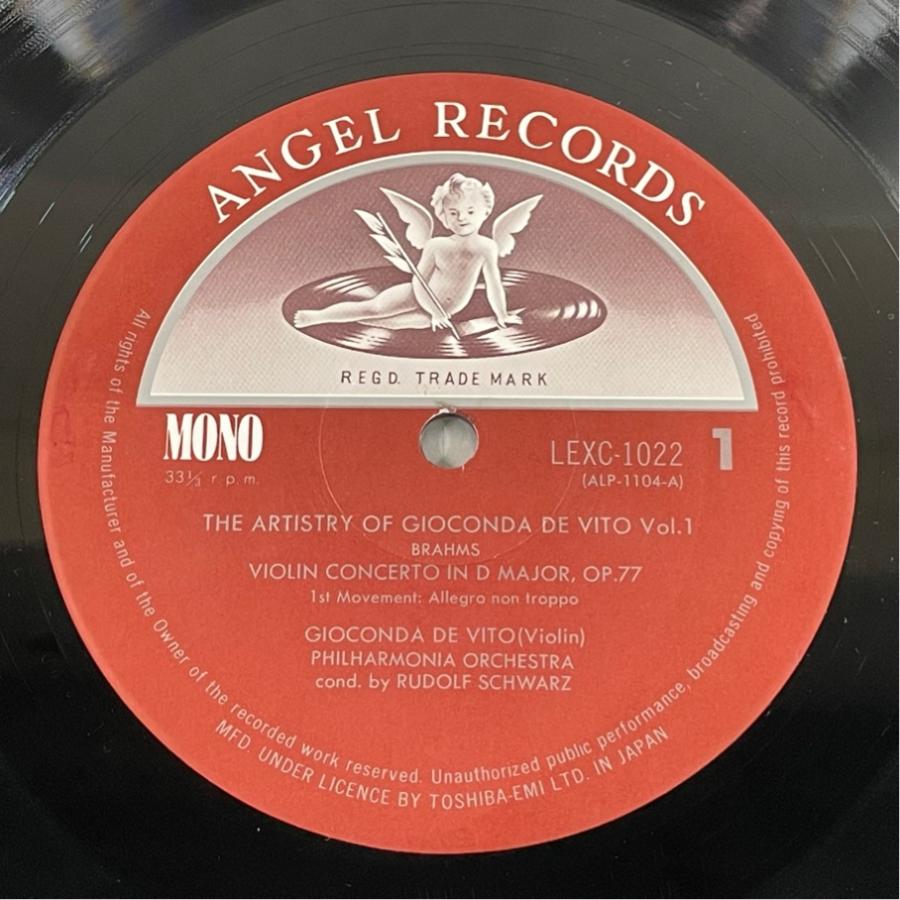 ANGEL RECORDS
REGD. TRADE MARK
MONO
33⅓ r.p.m.
LEXC-1022 1
(ALP-1104-A)
THE ARTISTRY OF GIOCONDA DE VITO Vol.1
BRAHMS
VIOLIN CONCERTO IN D MAJOR, OP.77
1st Movement: Allegro non troppo
GIOCONDA DE VITO(Violin)
PHILHARMONIA ORCHESTRA
cond. by RUDOLF SCHWARZ
All rights of the Manufacturer and of the Owner of the recorded work reserved. Unauthorized public performance, broadcasting and copying of this record prohibited
MFD. UNDER LICENCE BY TOSHIBA-EMI LTD. IN JAPAN